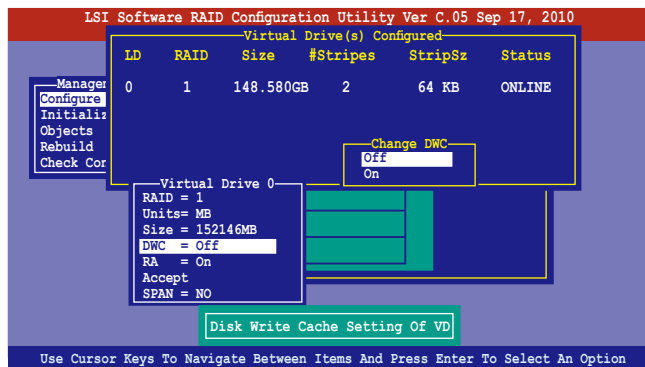 LSI Software RAID Configuration Utility Ver C.05 Sep 17, 2010
Virtual Drive(s) Configured
LD RAID Size #Stripes StripSz Status
0 1 148.580GB 2 64 KB ONLINE
Manager
Configure
Initializ
Objects
Rebuild
Check Con
Change DWC
Off
On
Virtual Drive 0
RAID = 1
Units= MB
Size = 152146MB
DWC = Off
RA = On
Accept
SPAN = NO
Disk Write Cache Setting Of VD
Use Cursor Keys To Navigate Between Items And Press Enter To Select An Option